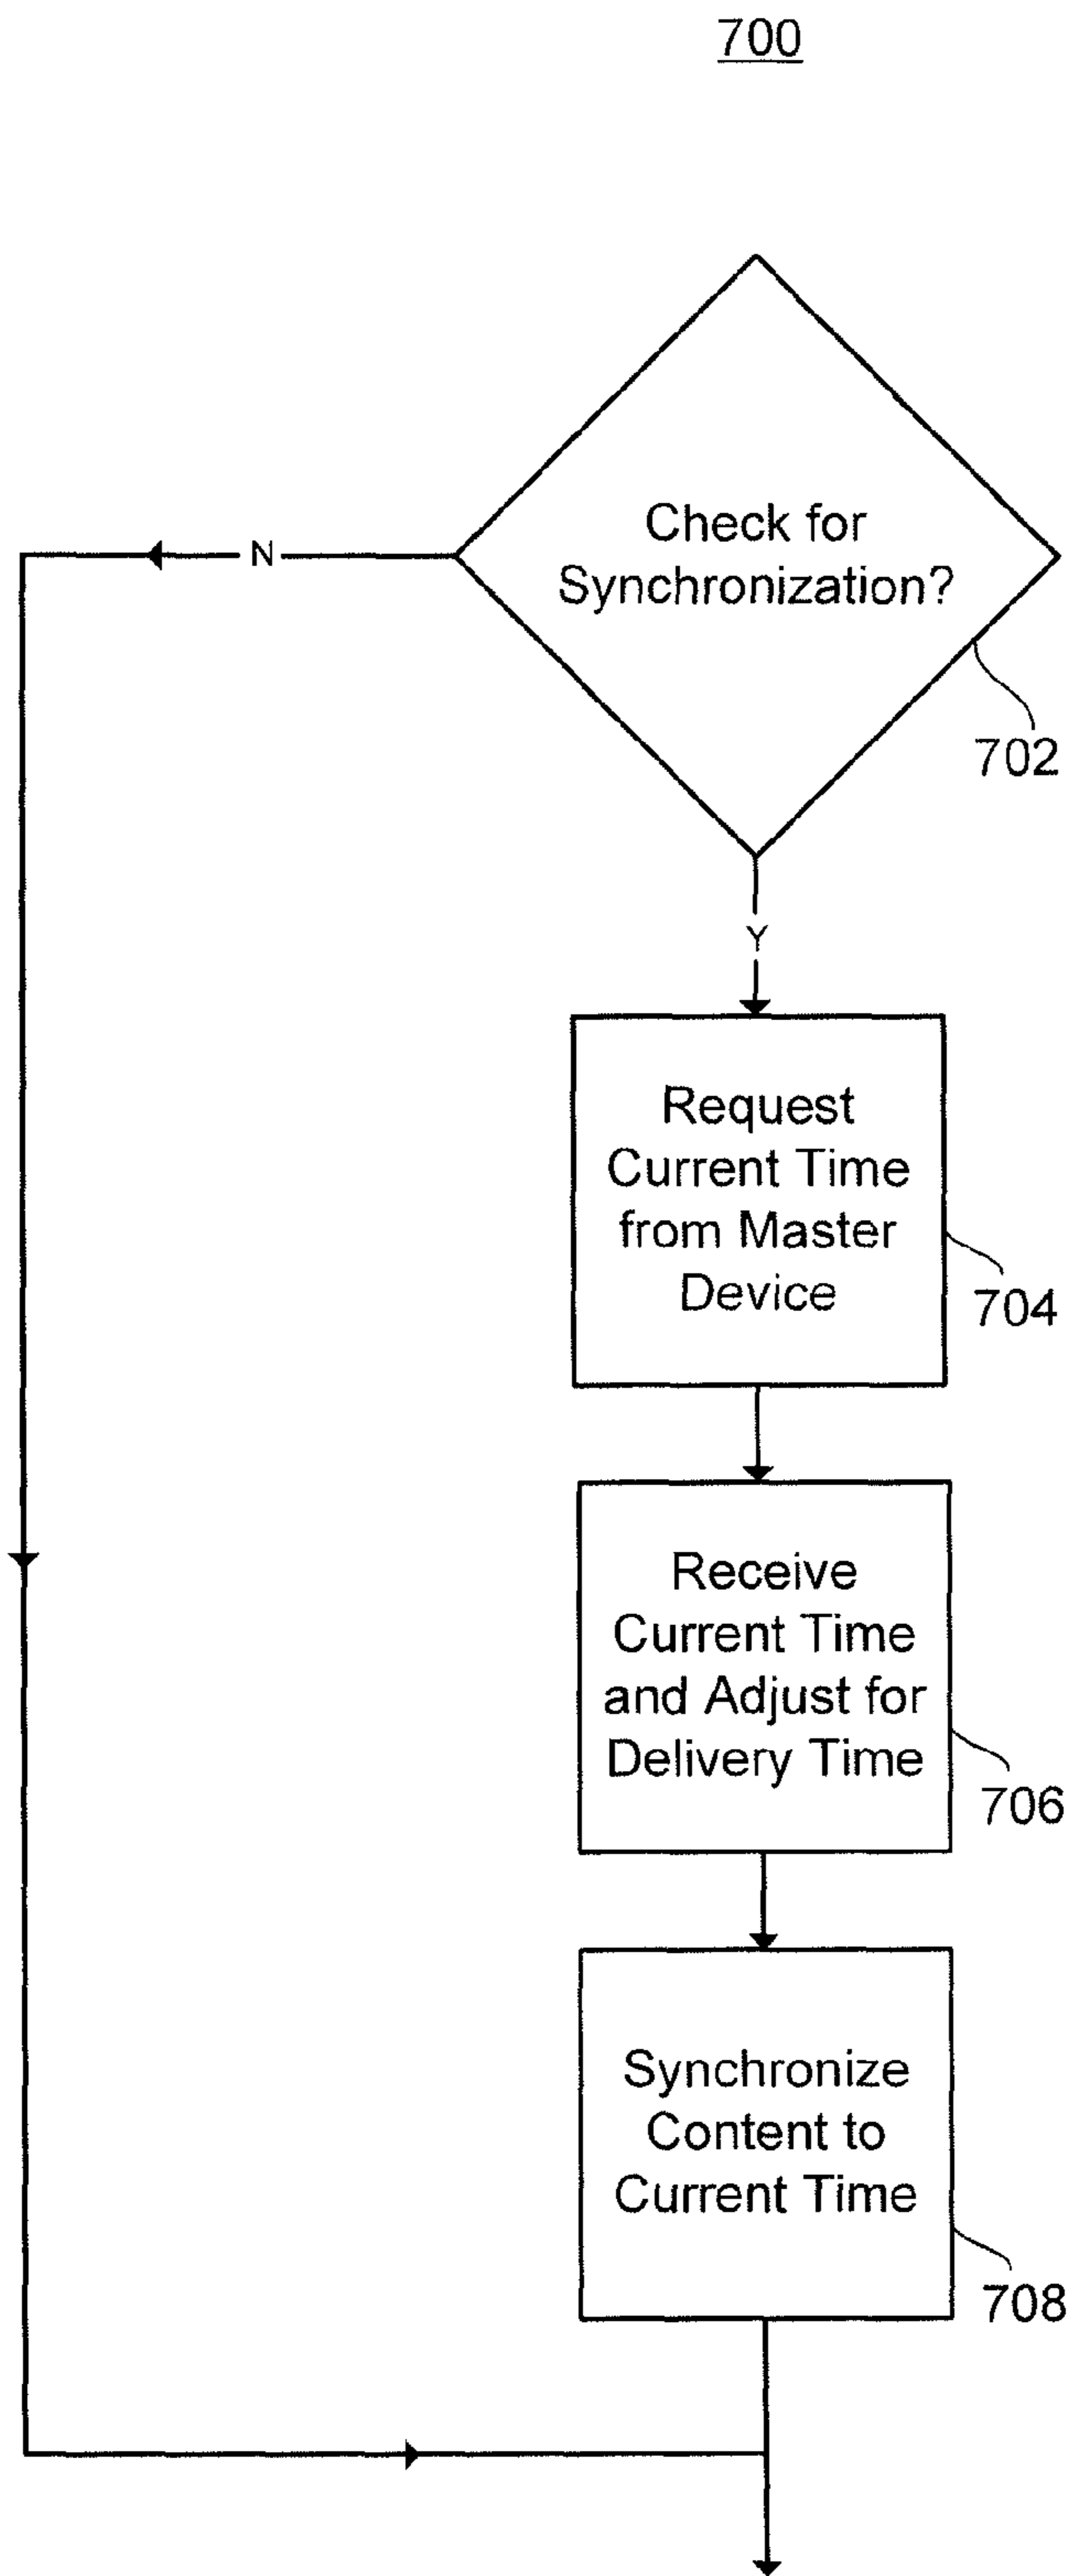 700
Check for
Synchronization?
N
702
Y
Request
Current Time
from Master
Device
704
Receive
Current Time
and Adjust for
Delivery Time
706
Synchronize
Content to
Current Time
708